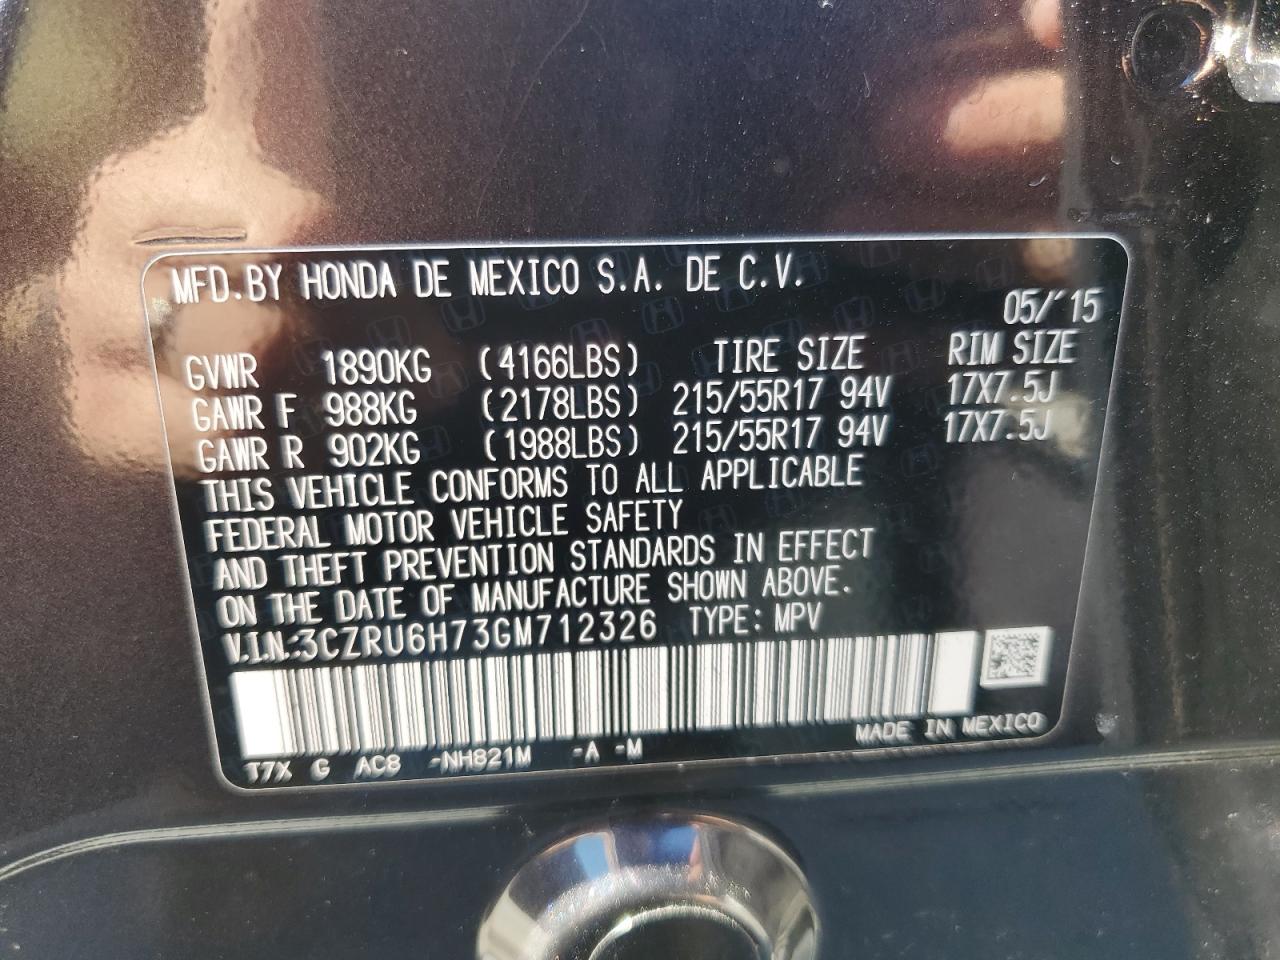 MFD.BY HONDA DE MEXICO S.A. DE C.V.
05/'15
GVWR 1890KG (4166LBS) TIRE SIZE RIM SIZE
GAWR F 988KG (2178LBS) 215/55R17 94V 17X7.5J
GAWR R 902KG (1988LBS) 215/55R17 94V 17X7.5J
THIS VEHICLE CONFORMS TO ALL APPLICABLE
FEDERAL MOTOR VEHICLE SAFETY
AND THEFT PREVENTION STANDARDS IN EFFECT
ON THE DATE OF MANUFACTURE SHOWN ABOVE.
V.I.N.:3CZRU6H73GM712326 TYPE: MPV
T7X G AC8 -NH821M -A -M MADE IN MEXICO